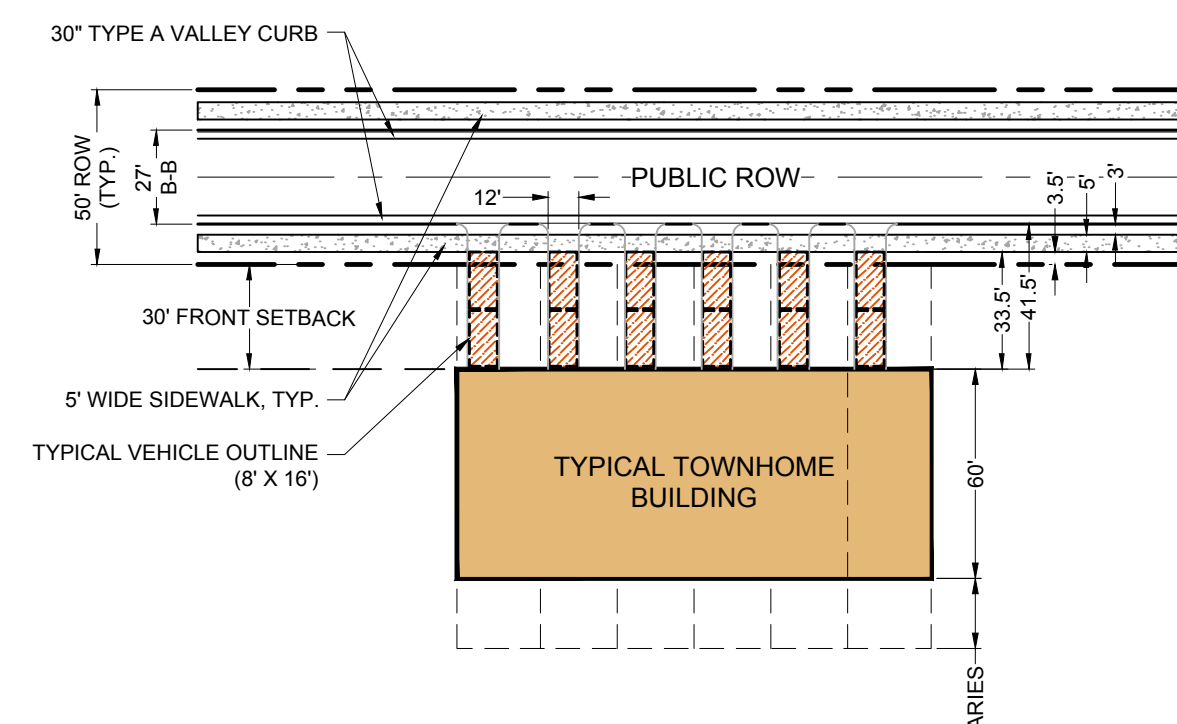 30" TYPE A VALLEY CURB
50' ROW
(TYP.)
27'
B-B
12'
PUBLIC ROW
3.5'
5'
3'
30' FRONT SETBACK
33.5'
41.5'
5' WIDE SIDEWALK, TYP.
TYPICAL VEHICLE OUTLINE
(8' X 16')
TYPICAL TOWNHOME
BUILDING
60'
ARIES